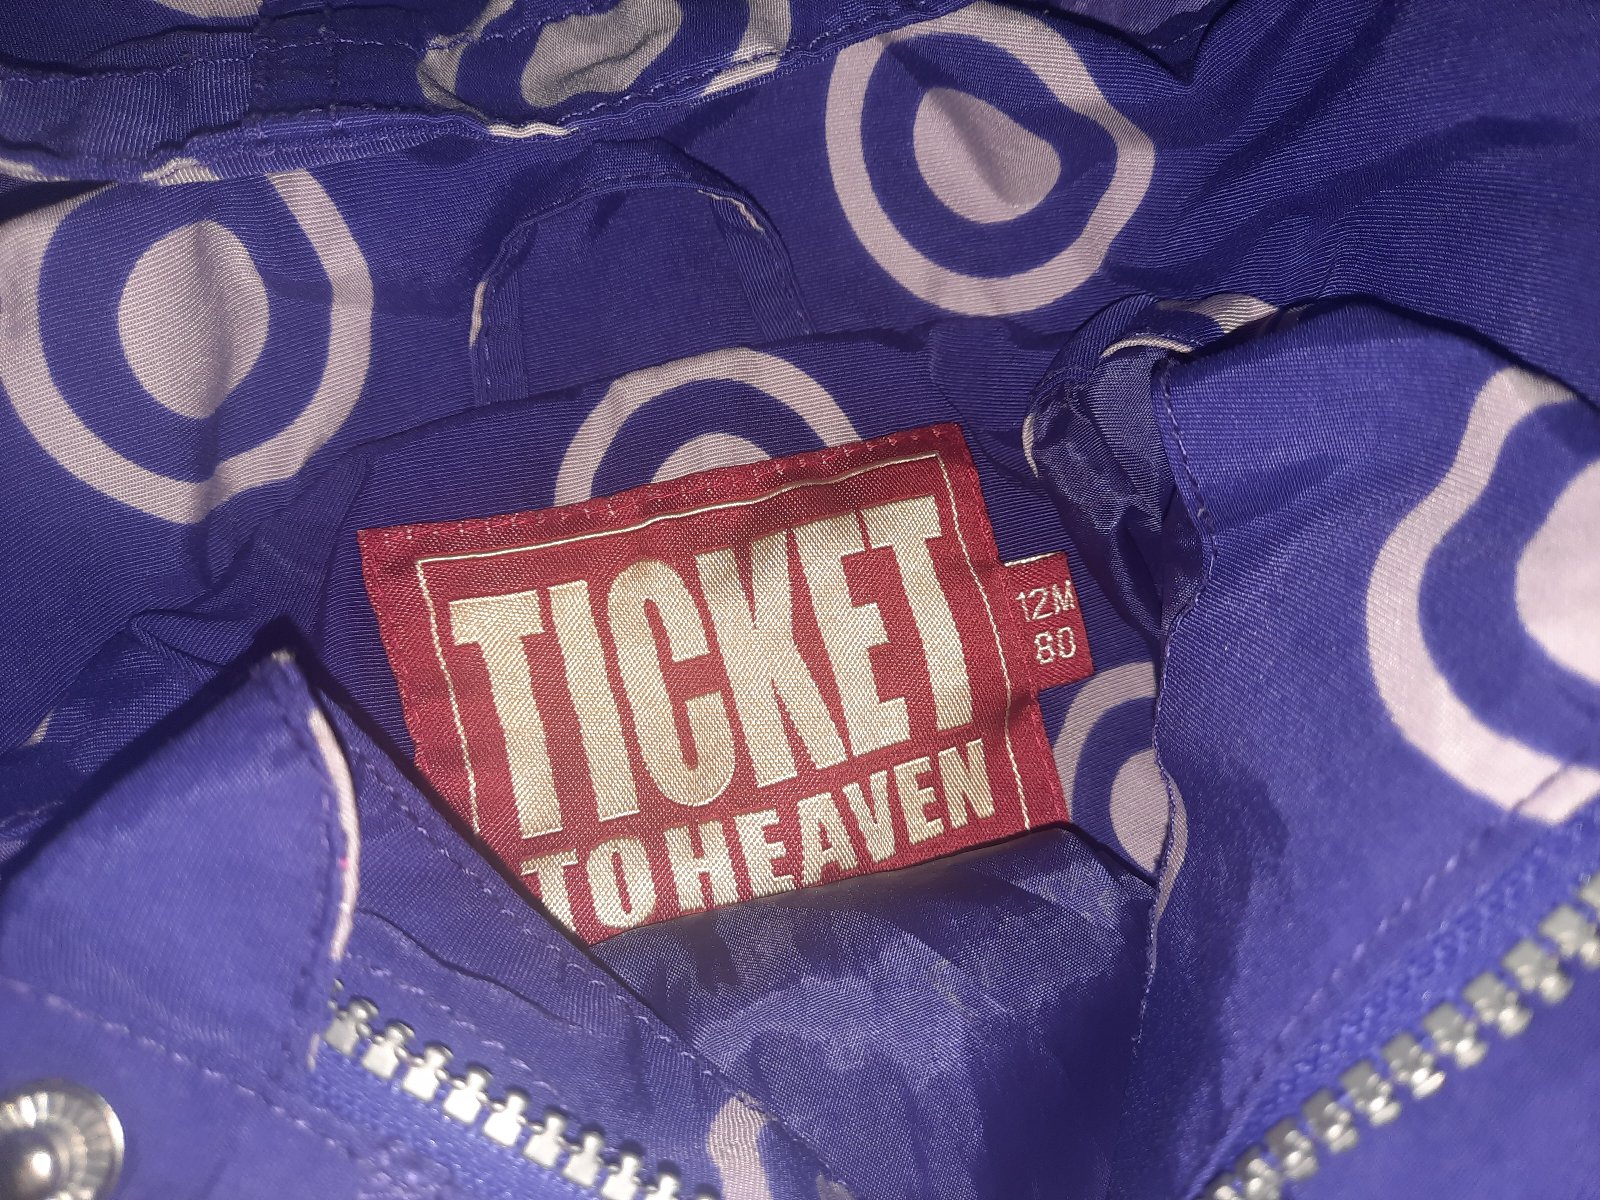 TICKET
TO HEAVEN
12M
80